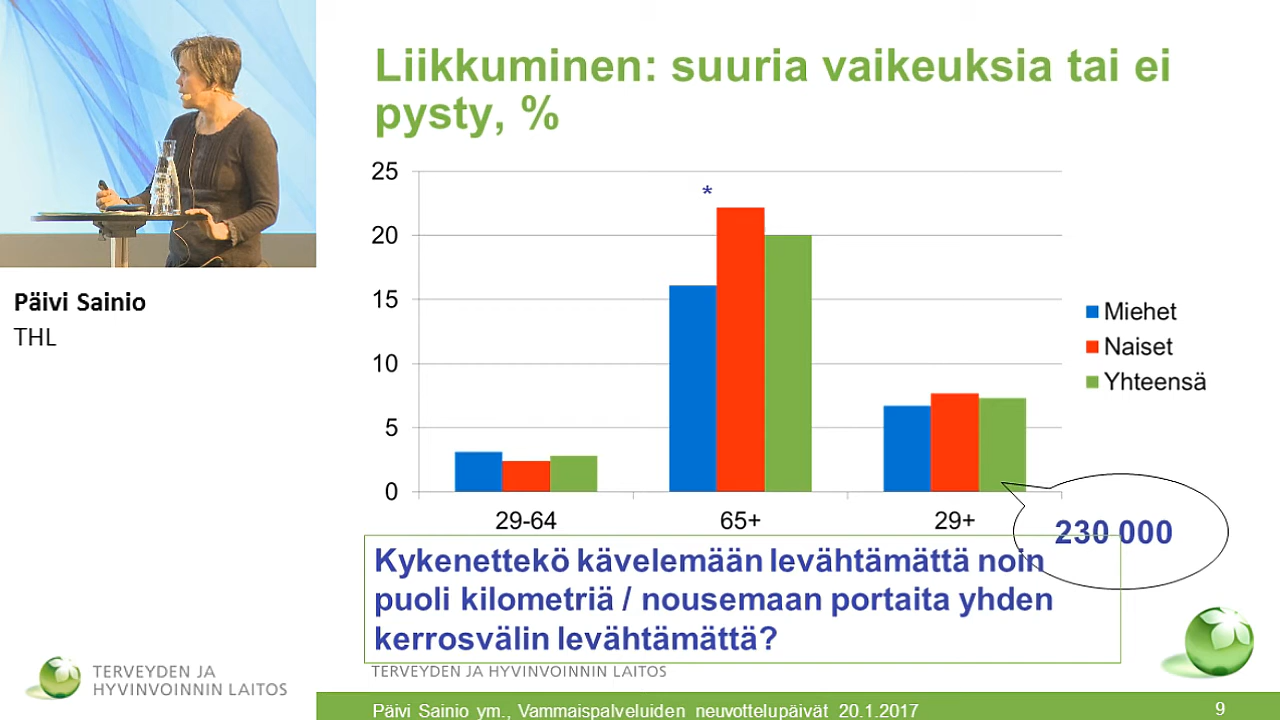 Liikkuminen: suuria vaikeuksia tai ei
pysty, %
25
20
15
10
5
0
*
29-64
65+
29+
Miehet
Naiset
Yhteensä
230 000
Kykenettekö kävelemään levähtämättä noin
puoli kilometriä / nousemaan portaita yhden
kerrosvälin levähtämättä?
TERVEYDEN JA HYVINVOINNIN LAITOS
Päivi Sainio ym., Vammaispalveluiden neuvottelupäivät 20.1.2017
9
Päivi Sainio
THL
TERVEYDEN JA
HYVINVOINNIN LAITOS